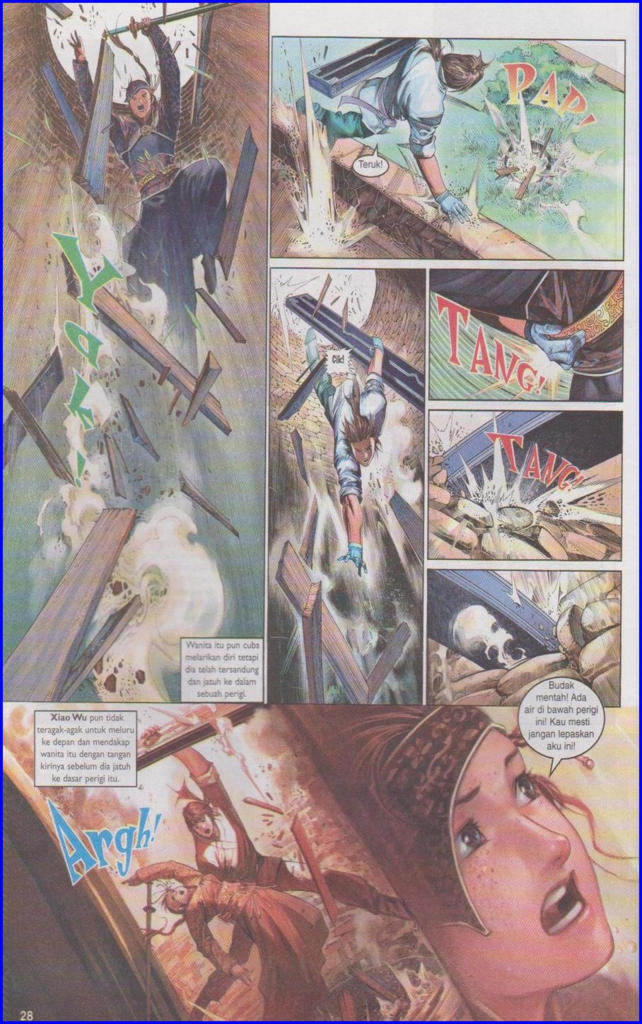 Yak!
Wanita itu pun cuba
melarikan diri tetapi
dia telah tersandung
dan jatuh ke dalam
sebuah perigi.
PAP!
Teruk!
Cik!
TANG!
TANG!
Xiao Wu pun tidak
teragak-agak untuk meluru
ke depan dan mendakap
wanita itu dengan tangan
kirinya sebelum dia jatuh
ke dasar perigi itu.
Argh!
Budak
mentah! Ada
air di bawah perigi
ini! Kau mesti
jangan lepaskan
aku ini!
28